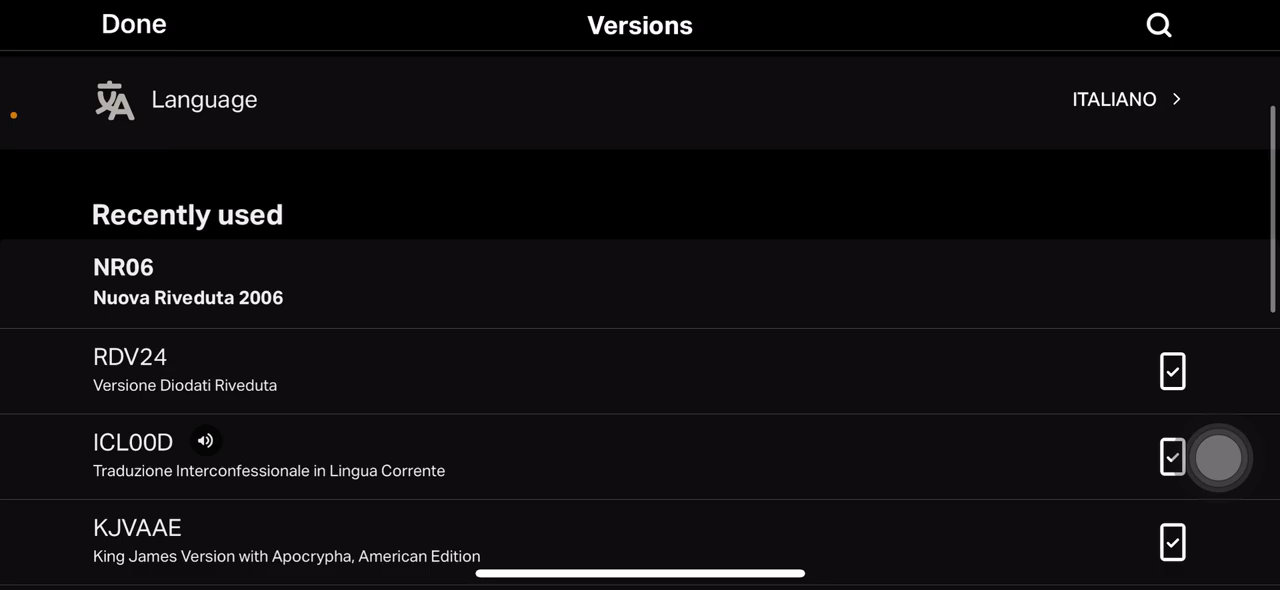 Done
Versions
Language
ITALIANO
Recently used
NR06
Nuova Riveduta 2006
RDV24
Versione Diodati Riveduta
ICL00D
Traduzione Interconfessionale in Lingua Corrente
KJVAAE
King James Version with Apocrypha, American Edition